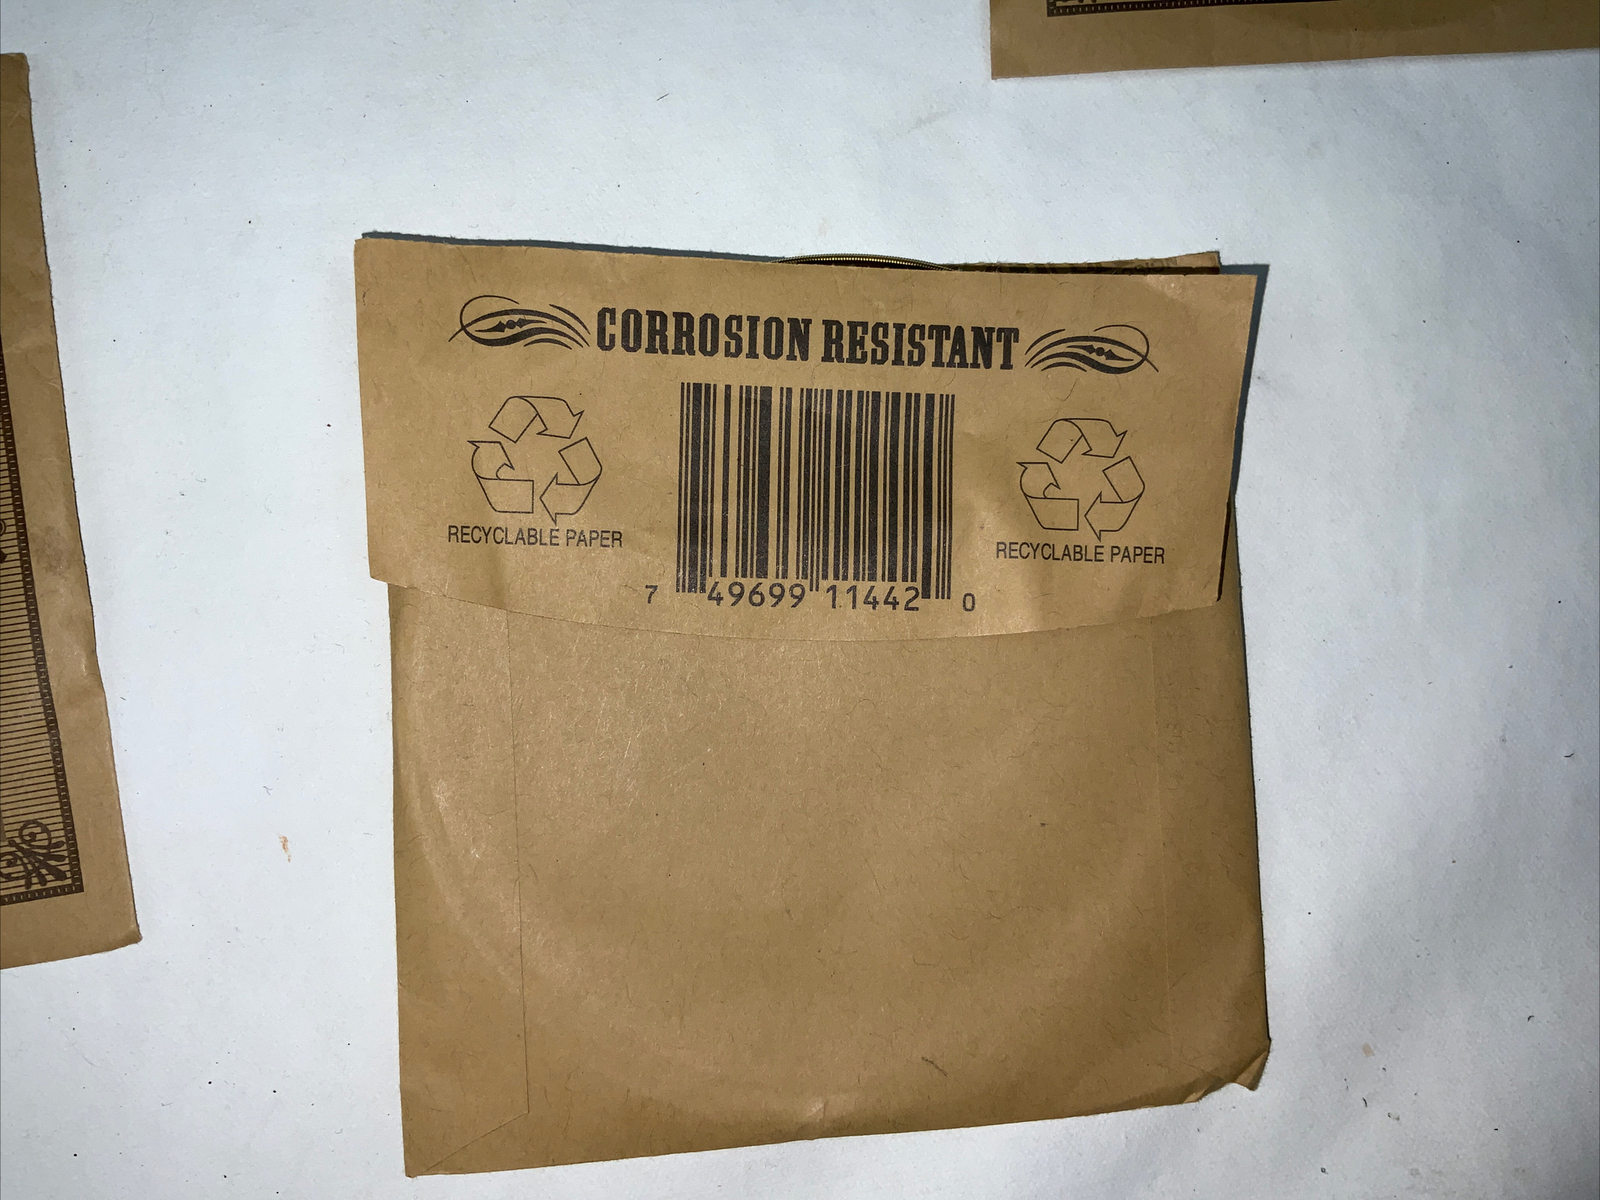 CORROSION RESISTANT
RECYCLABLE PAPER
RECYCLABLE PAPER
7 49699 11442 0